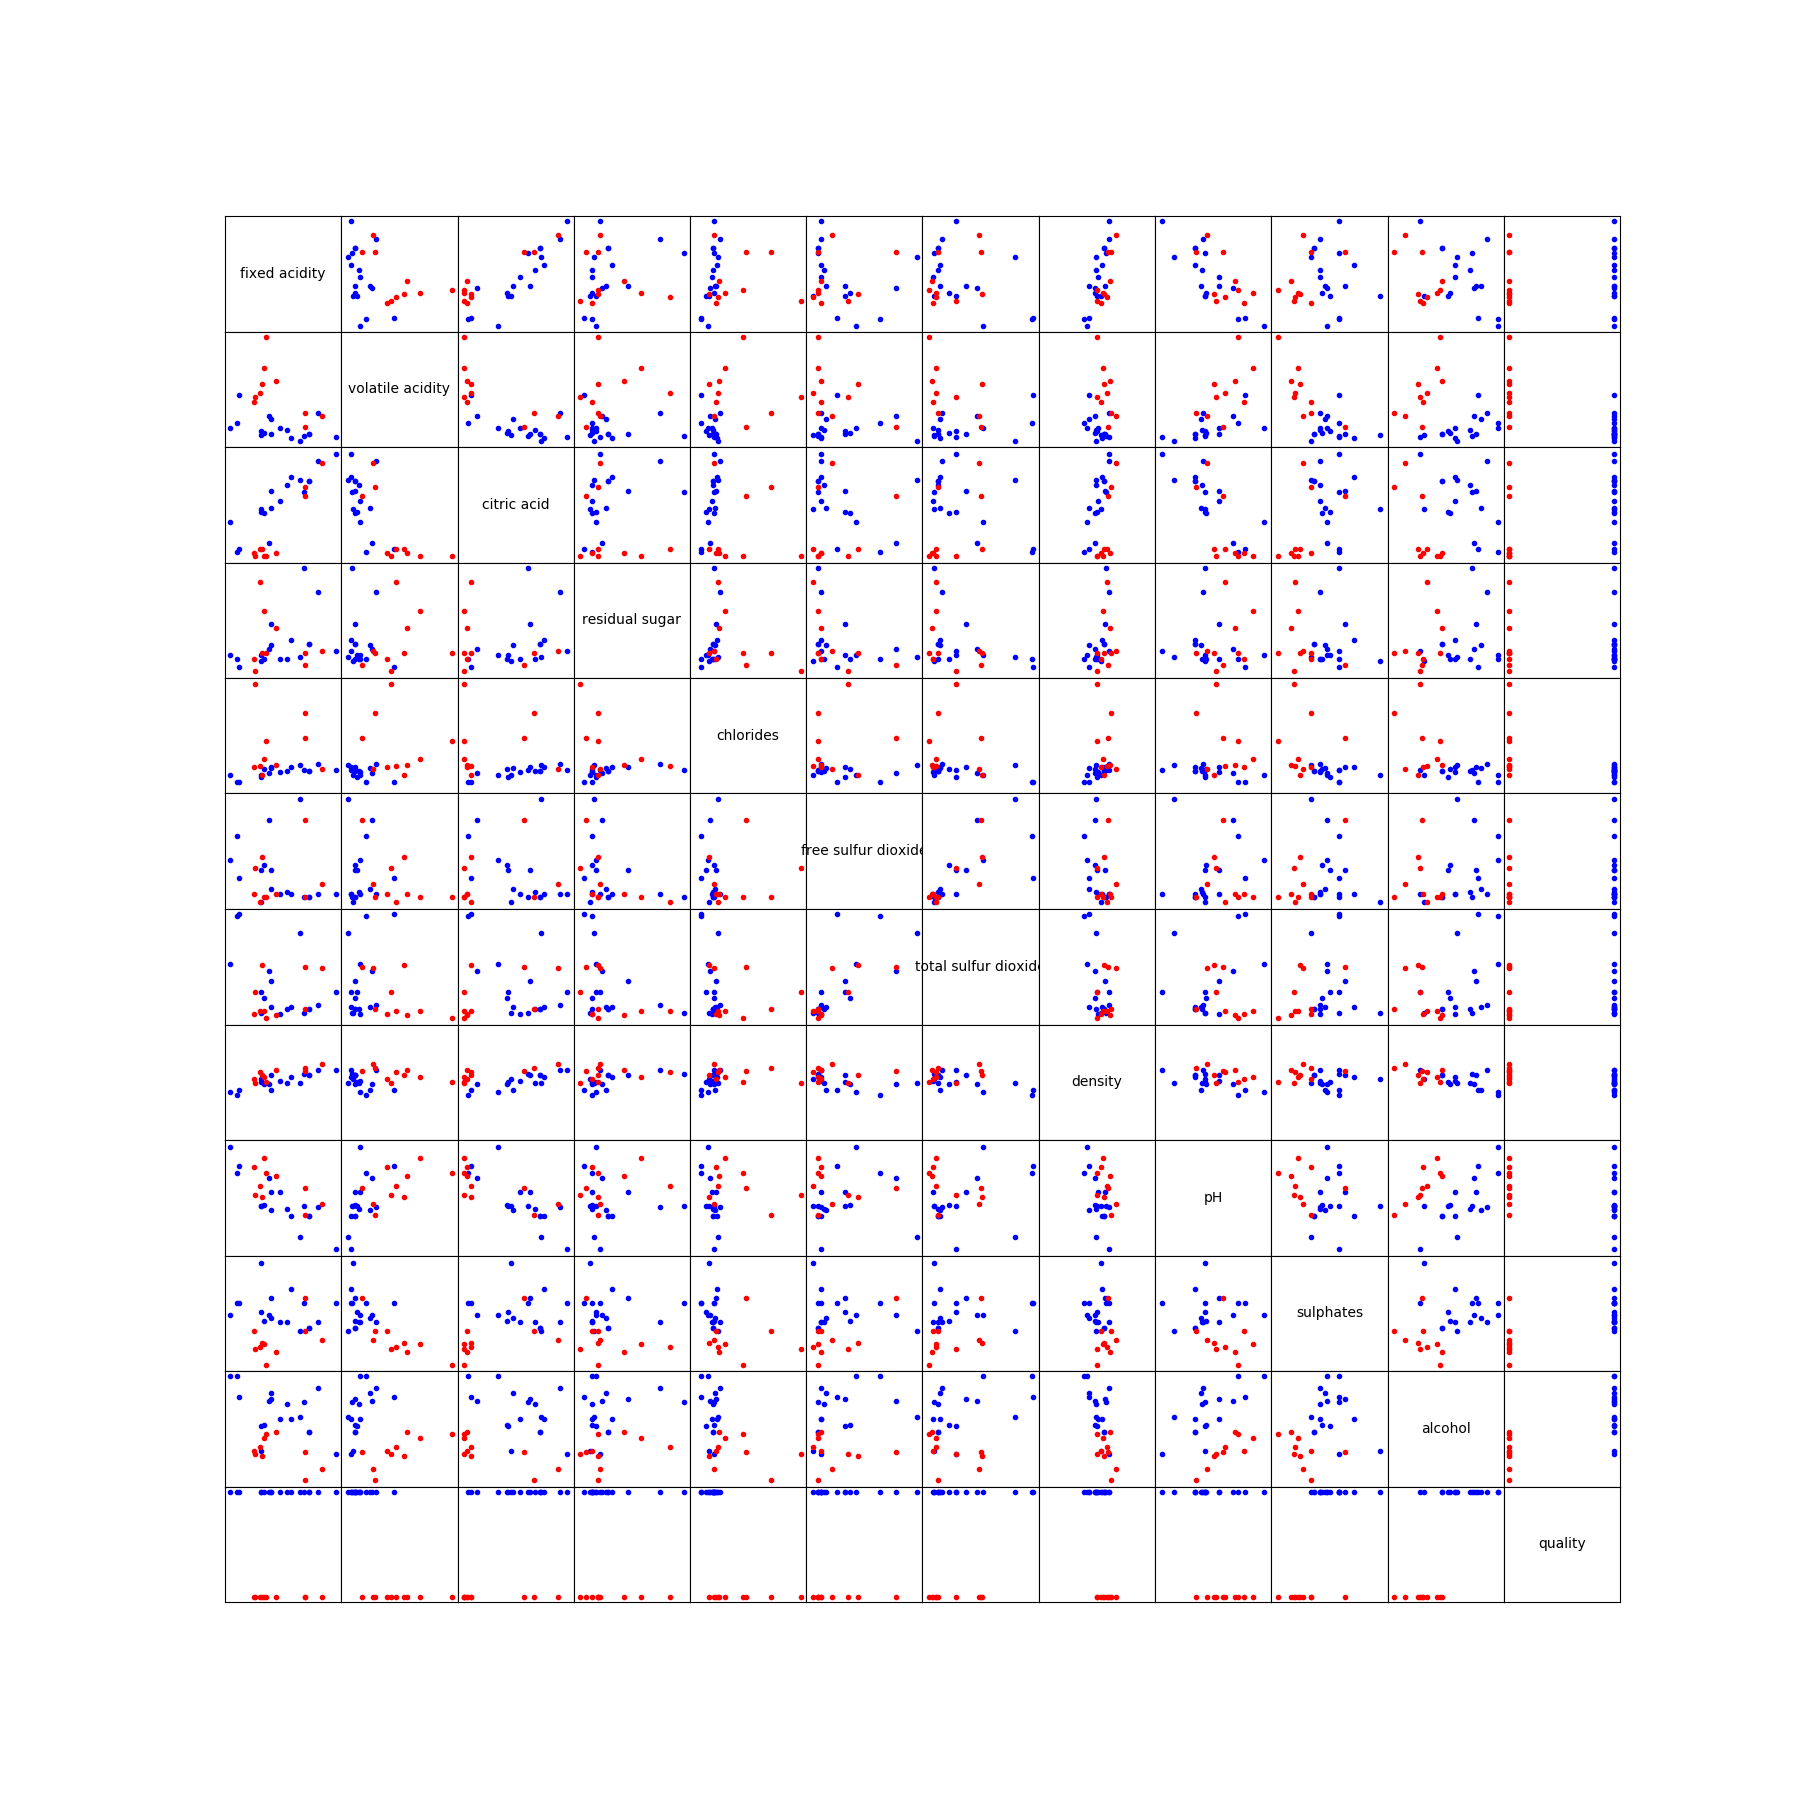 fixed acidity
volatile acidity
citric acid
residual sugar
chlorides
free sulfur dioxide
total sulfur dioxide
density
pH
sulphates
alcohol
quality